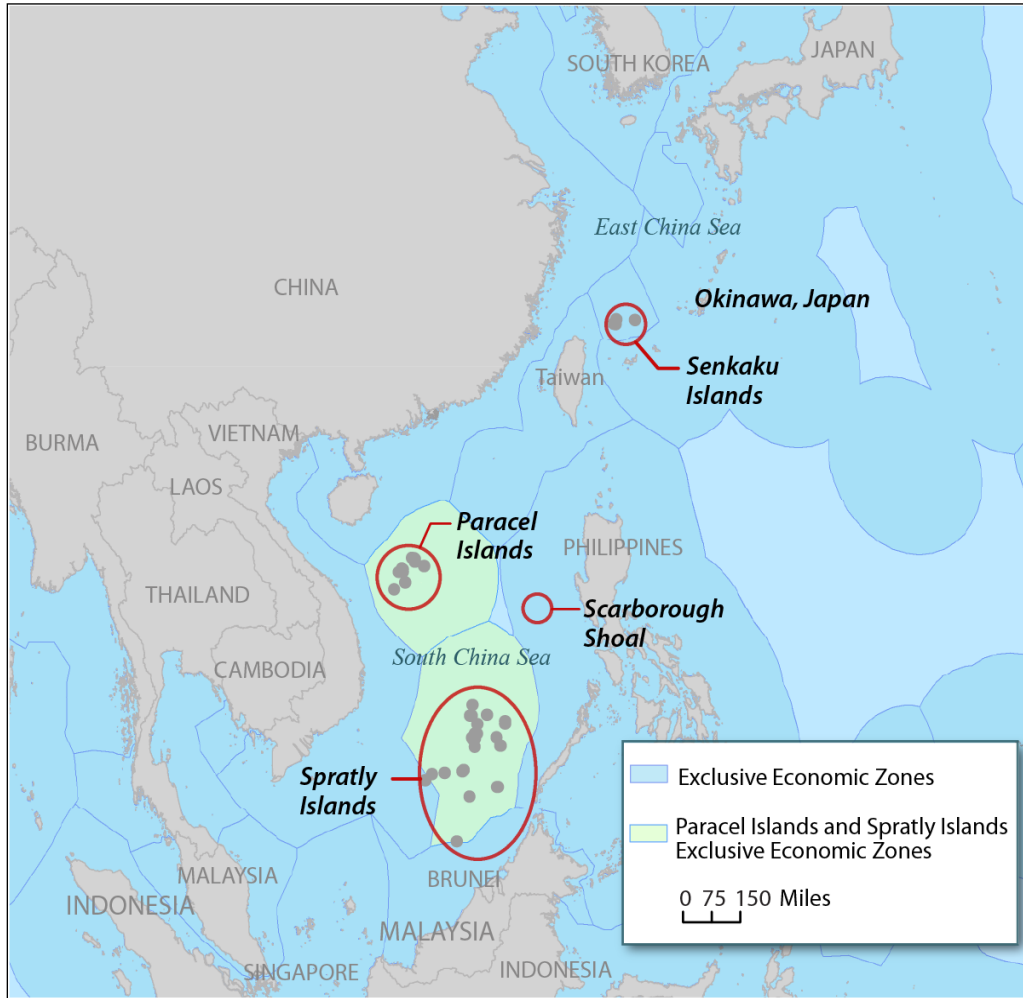 JAPAN
SOUTH KOREA
East China Sea
CHINA
Okinawa, Japan
Senkaku
Islands
Taiwan
VIETNAM
BURMA
LAOS
Paracel
Islands
PHILIPPINES
THAILAND
Scarborough
Shoal
South China Sea
CAMBODIA
Spratly
Islands
Exclusive Economic Zones
Paracel Islands and Spratly Islands
Exclusive Economic Zones
0 75 150 Miles
MALAYSIA
BRUNEI
INDONESIA
MALAYSIA
SINGAPORE
INDONESIA